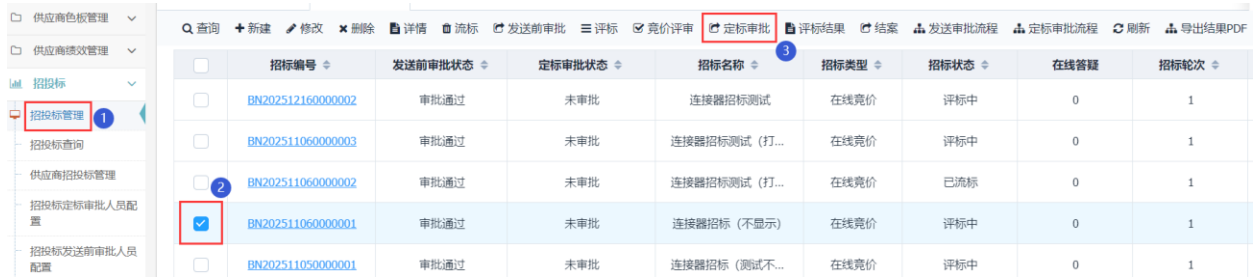 供应商色板管理
供应商绩效管理
招投标
招投标管理 1
招投标查询
供应商招投标管理
招投标定标审批人员配
置
招投标发送前审批人员
配置
查询 新建 修改 删除 详情 流标 发送前审批 评标 竞价评审 定标审批 评标结果 结案 发送审批流程 定标审批流程 刷新 导出结果PDF
3
招标编号 发送前审批状态 定标审批状态 招标名称 招标类型 招标状态 在线答疑 招标轮次
BN202512160000002 审批通过 未审批 连接器招标测试 在线竞价 评标中 0 1
BN202511060000003 审批通过 未审批 连接器招标测试（打... 在线竞价 评标中 0 1
2 BN202511060000002 审批通过 未审批 连接器招标测试（打... 在线竞价 已流标 0 1
BN202511060000001 审批通过 未审批 连接器招标（不显示） 在线竞价 评标中 0 1
BN202511050000001 审批通过 未审批 连接器招标（测试不... 在线竞价 评标中 0 1